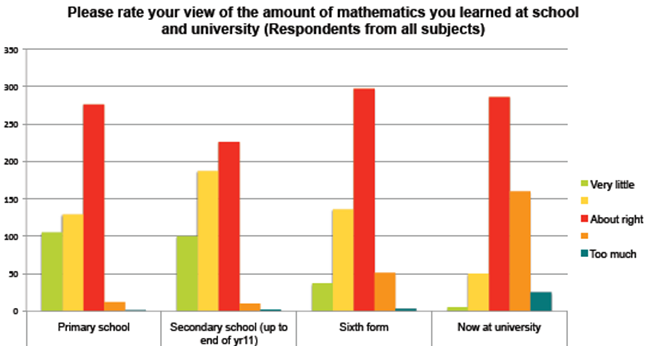 Please rate your view of the amount of mathematics you learned at school
and university (Respondents from all subjects)
350
300
250
200
150
100
50
0
Very little
About right
Too much
Primary school
Secondary school (up to
end of yr11)
Sixth form
Now at university